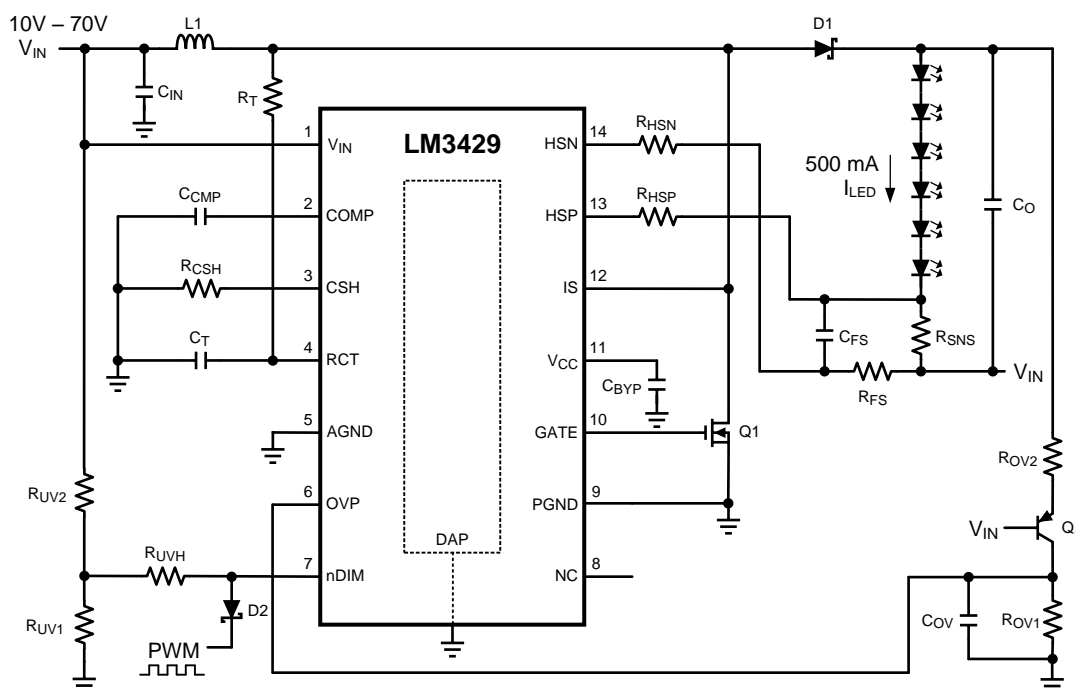 10V – 70V
VIN
L1
D1
CIN
RT
LM3429
1
VIN
HSN
14
RHSN
500 mA
ILED
CO
CCMP
2
COMP
HSP
13
RHSP
RCSH
3
CSH
IS
12
CT
4
RCT
CFS
RSNS
VCC
11
CBYP
RFS
VIN
5
AGND
GATE
10
Q1
ROV2
RUV2
6
OVP
PGND
9
VIN
Q
DAP
RUVH
7
nDIM
NC
8
D2
RUV1
COV
ROV1
PWM